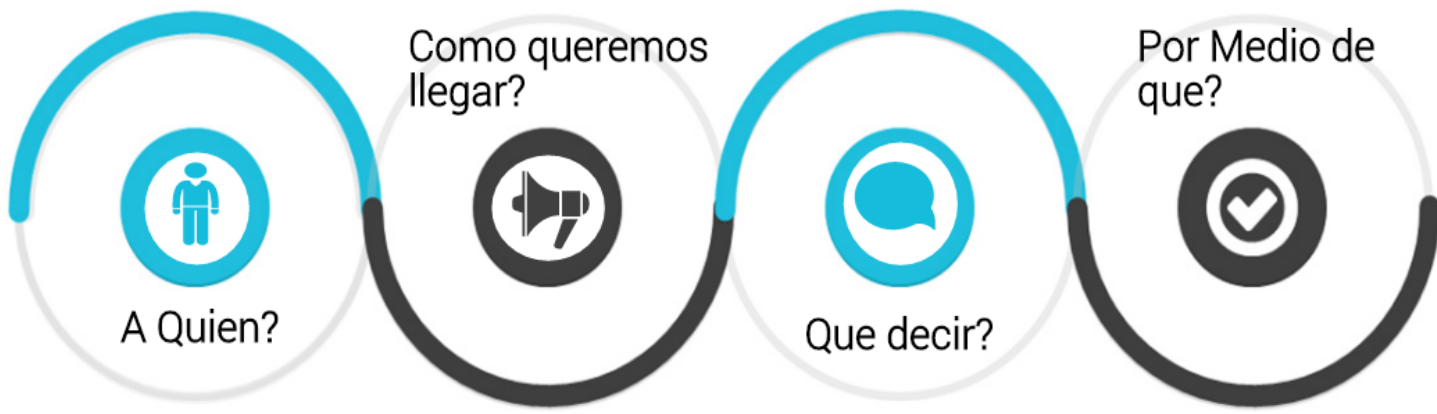 A Quien?
Como queremos
llegar?
Que decir?
Por Medio de
que?